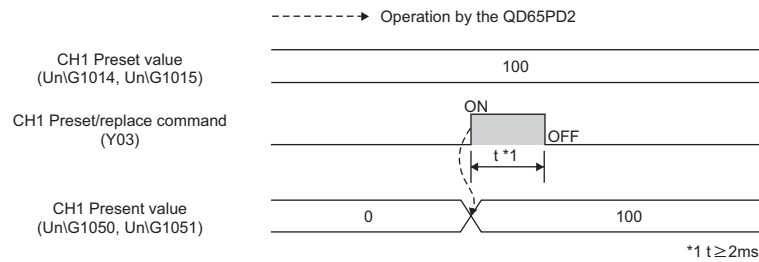 Operation by the QD65PD2
CH1 Preset value
(Un\G1014, Un\G1015)
100
CH1 Preset/replace command
(Y03)
ON
OFF
t *1
CH1 Present value
(Un\G1050, Un\G1051)
0
100
*1 t≧2ms